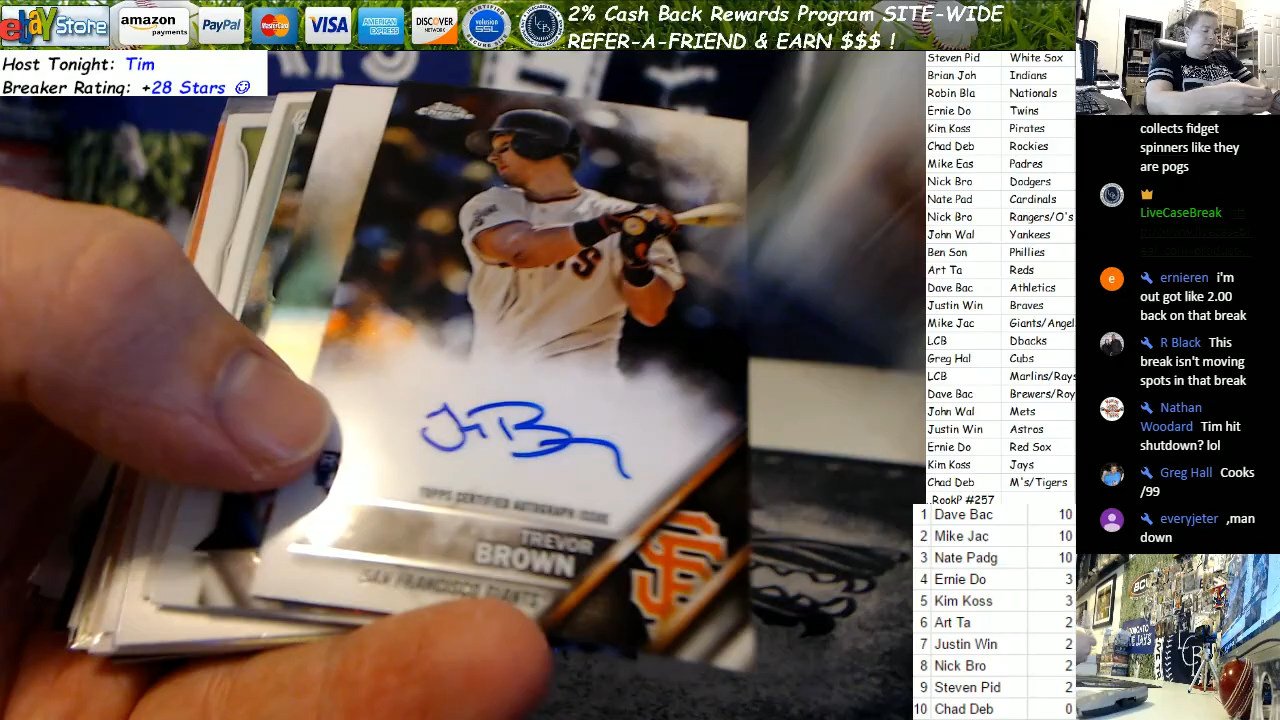 ebay Store
amazon payments
PayPal
MasterCard
VISA
AMERICAN EXPRESS
DISCOVER NETWORK
volusion SSL
LCB
2% Cash Back Rewards Program SITE-WIDE
REFER-A-FRIEND & EARN $$$ !
Host Tonight: Tim
Breaker Rating: +28 Stars ☺
CHROME
TOPPS CERTIFIED AUTOGRAPH ISSUE
TREVOR
BROWN
SAN FRANCISCO GIANTS
SF
Steven Pid White Sox
Brian Joh Indians
Robin Bla Nationals
Ernie Do Twins
Kim Koss Pirates
Chad Deb Rockies
Mike Eas Padres
Nick Bro Dodgers
Nate Pad Cardinals
Nick Bro Rangers/O's
John Wal Yankees
Ben Son Phillies
Art Ta Reds
Dave Bac Athletics
Justin Win Braves
Mike Jac Giants/Angel
LCB Dbacks
Greg Hal Cubs
LCB Marlins/Rays
Dave Bac Brewers/Roy
John Wal Mets
Justin Win Astros
Ernie Do Red Sox
Kim Koss Jays
Chad Deb M's/Tigers
RookP #257
1 Dave Bac 10
2 Mike Jac 10
3 Nate Padg 10
4 Ernie Do 3
5 Kim Koss 3
6 Art Ta 2
7 Justin Win 2
8 Nick Bro 2
9 Steven Pid 2
10 Chad Deb 0
collects fidget
spinners like they
are pogs
LiveCaseBreak
e ernieren i'm
out got like 2.00
back on that break
R Black This
break isn't moving
spots in that break
Nathan
Woodard Tim hit
shutdown? lol
Greg Hall Cooks
/99
everyjeter ,man
down